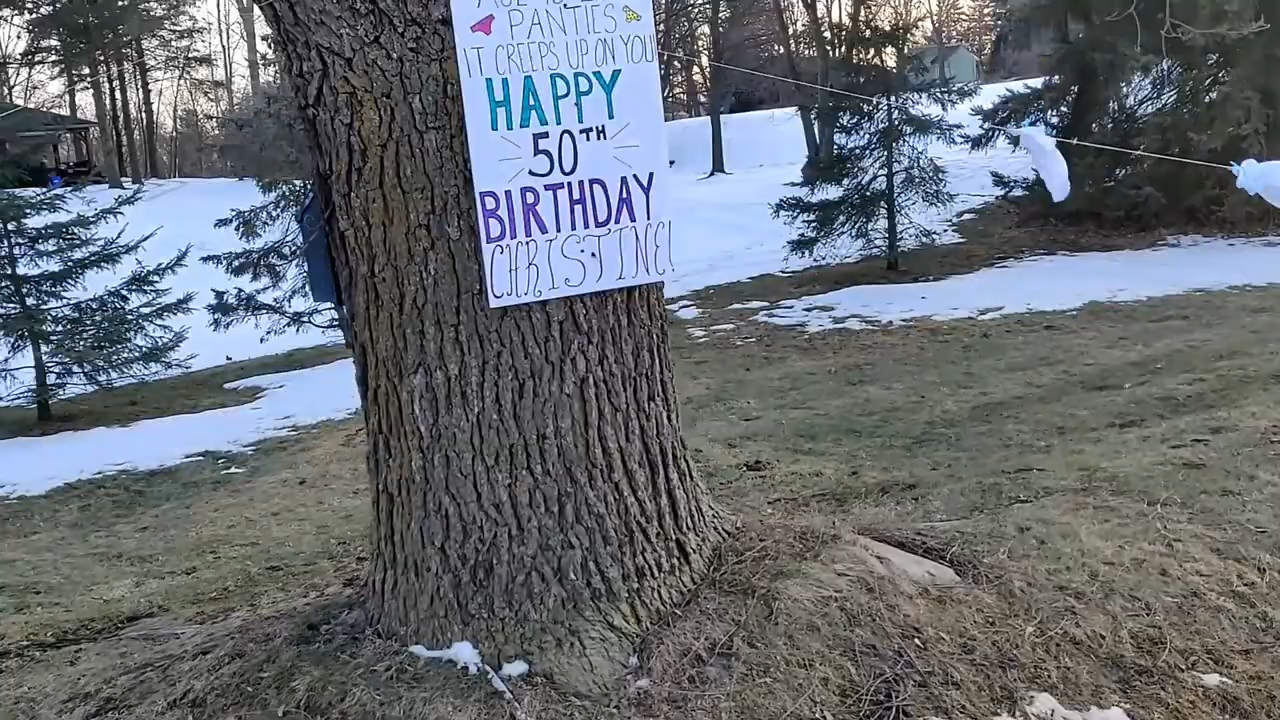 PANTIES
IT CREEPS UP ON YOU
HAPPY
50TH
BIRTHDAY
CHRISTINE!